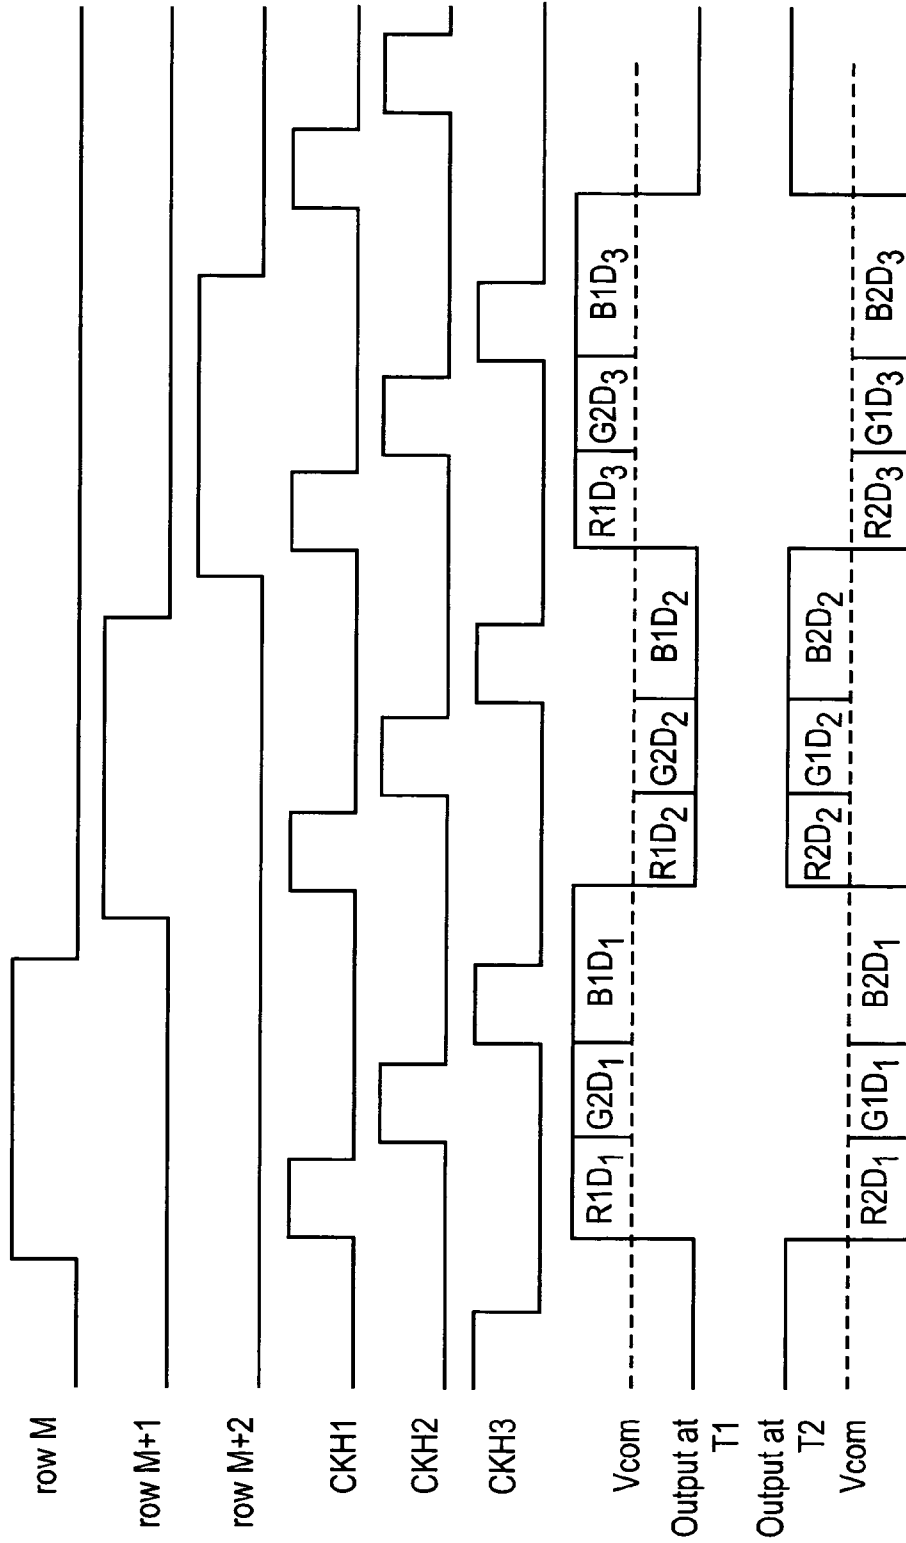 row M
row M+1
row M+2
CKH1
CKH2
CKH3
Vcom
R1D1 G2D1 B1D1 R1D2 G2D2 B1D2 R1D3 G2D3 B1D3
Output at
T1
Output at
T2
Vcom
R2D1 G1D1 B2D1 R2D2 G1D2 B2D2 R2D3 G1D3 B2D3